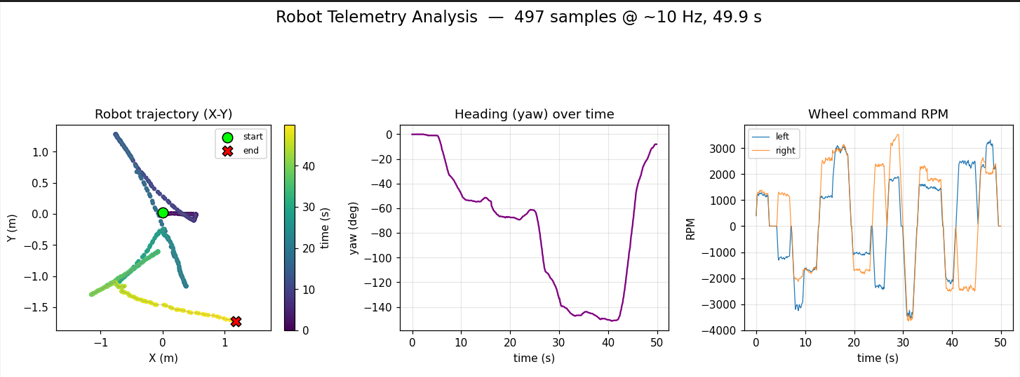 Robot Telemetry Analysis — 497 samples @ ~10 Hz, 49.9 s
Robot trajectory (X-Y)
start
end
1.0
0.5
0.0
−0.5
−1.0
−1.5
Y (m)
−1
0
1
X (m)
40
30
20
10
0
time (s)
Heading (yaw) over time
0
−20
−40
−60
−80
−100
−120
−140
yaw (deg)
0
10
20
30
40
50
time (s)
Wheel command RPM
left
right
3000
2000
1000
0
−1000
−2000
−3000
−4000
RPM
0
10
20
30
40
50
time (s)